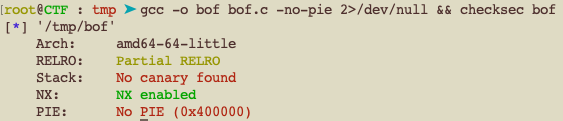 [root@CTF : tmp ➤ gcc -o bof bof.c -no-pie 2>/dev/null && checksec bof
[*] '/tmp/bof'
Arch: amd64-64-little
RELRO: Partial RELRO
Stack: No canary found
NX: NX enabled
PIE: No PIE (0x400000)